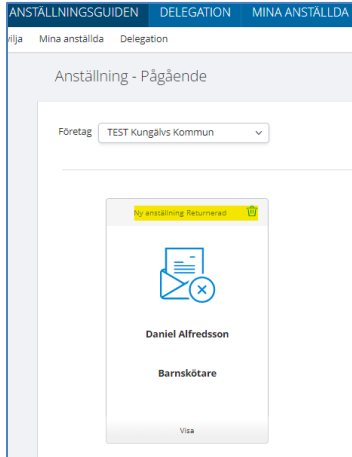 ANSTÄLLNINGSGUIDEN DELEGATION MINA ANSTÄLLDA
Mina anställda Delegation
Anställning - Pågående
Företag TEST Kungälvs Kommun
Ny anställning Returnerad
Daniel Alfredsson
Barnskötare
Visa